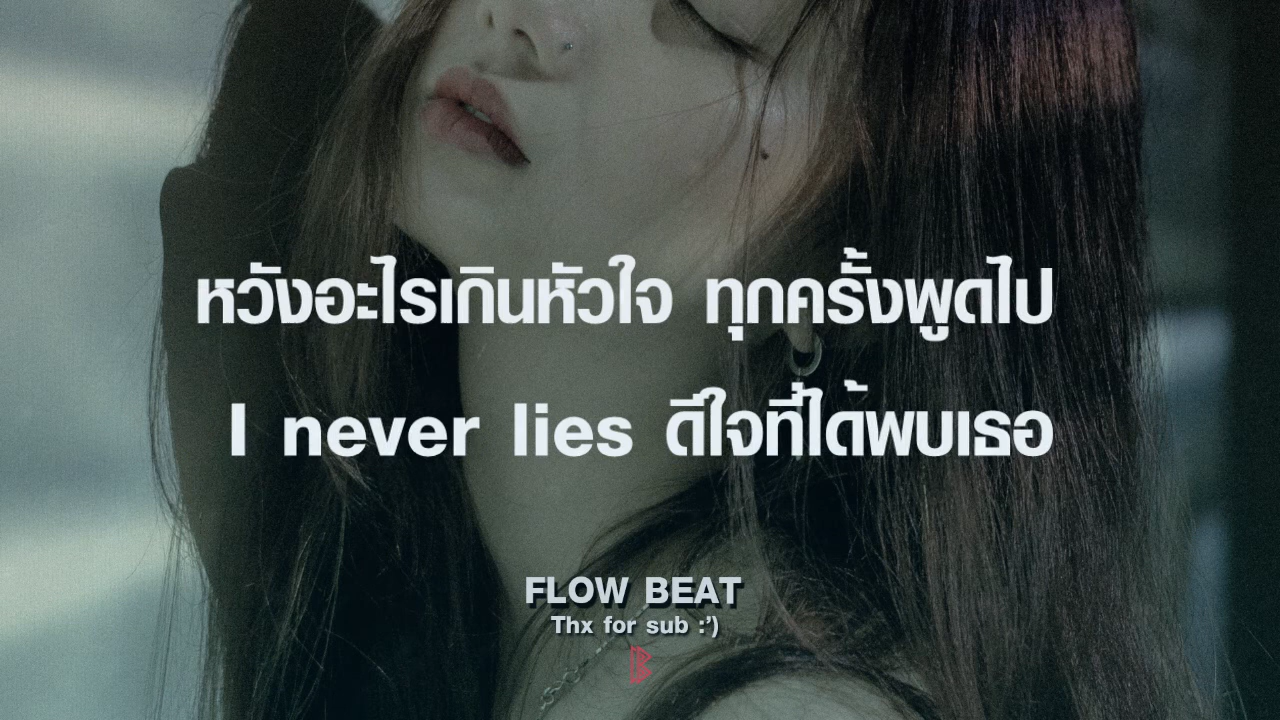 หวังอะไรเกินหัวใจ ทุกครั้งพูดไป
I never lies ดีใจที่ได้พบเธอ
FLOW BEAT
Thx for sub :')